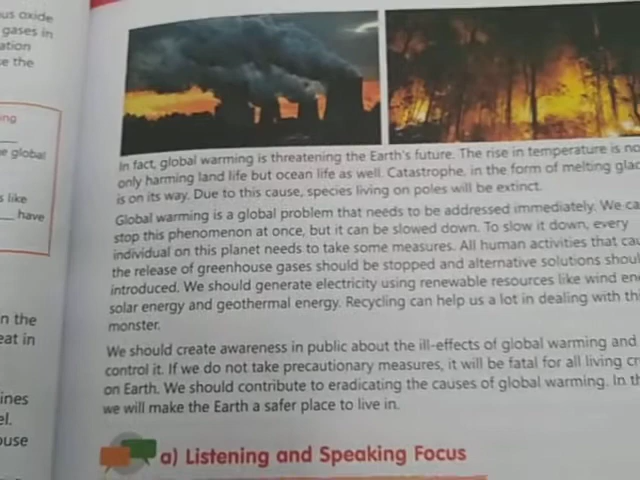 us oxide
gases in
ation
e the
ing
e global
s like
have
n the
eat in
ines
el.
ouse
In fact, global warming is threatening the Earth's future. The rise in temperature is no
only harming land life but ocean life as well. Catastrophe, in the form of melting glac
is on its way. Due to this cause, species living on poles will be extinct.
Global warming is a global problem that needs to be addressed immediately. We ca
stop this phenomenon at once, but it can be slowed down. To slow it down, every
individual on this planet needs to take some measures. All human activities that cau
the release of greenhouse gases should be stopped and alternative solutions shoul
introduced. We should generate electricity using renewable resources like wind ene
solar energy and geothermal energy. Recycling can help us a lot in dealing with thi
monster.
We should create awareness in public about the ill-effects of global warming and
control it. If we do not take precautionary measures, it will be fatal for all living cr
on Earth. We should contribute to eradicating the causes of global warming. In th
we will make the Earth a safer place to live in.
a) Listening and Speaking Focus